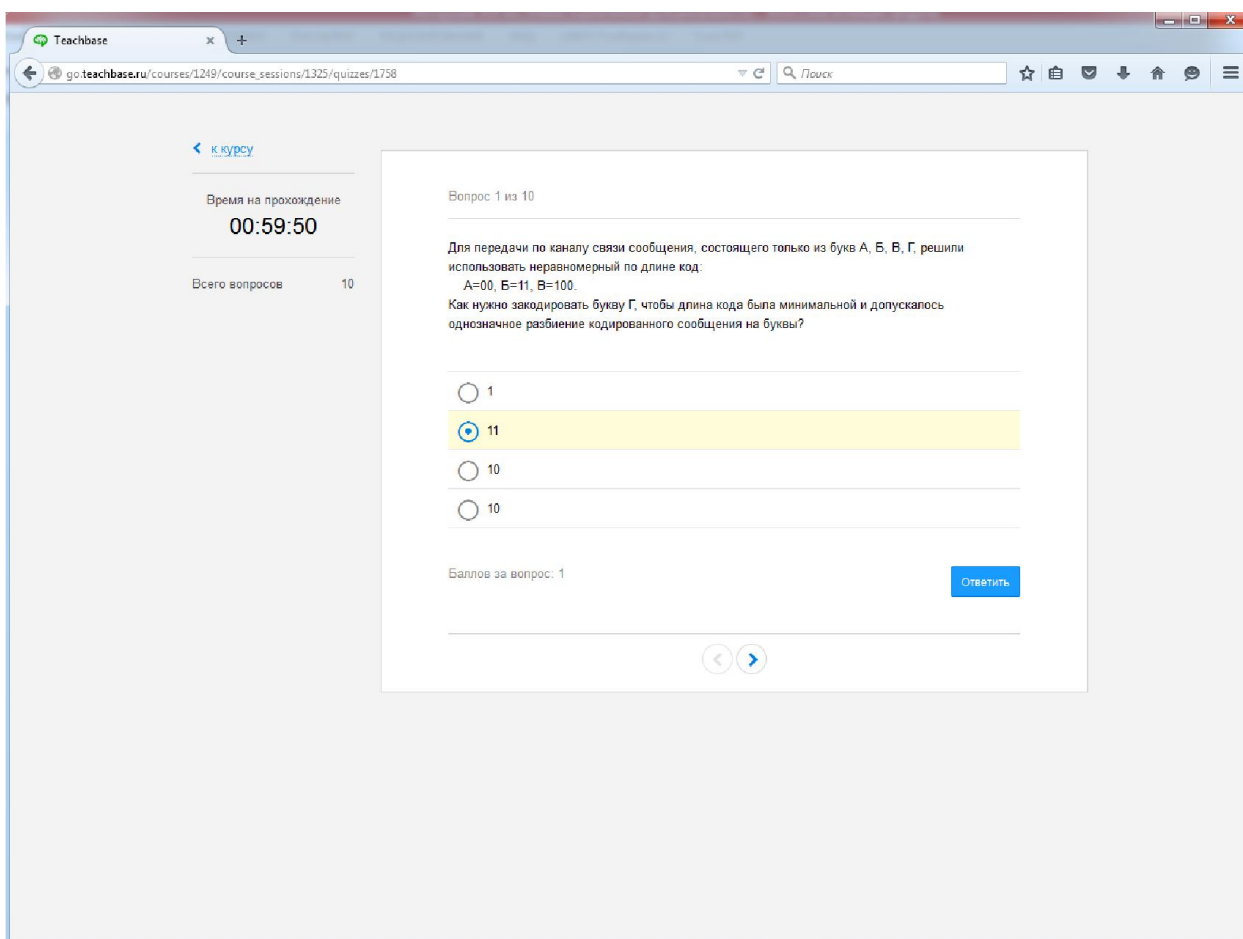 Teachbase
go.teachbase.ru/courses/1249/course_sessions/1325/quizzes/1758
Поиск
к курсу
Время на прохождение
00:59:50
Всего вопросов 10
Вопрос 1 из 10
Для передачи по каналу связи сообщения, состоящего только из букв А, Б, В, Г, решили
использовать неравномерный по длине код:
А=00, Б=11, В=100.
Как нужно закодировать букву Г, чтобы длина кода была минимальной и допускалось
однозначное разбиение кодированного сообщения на буквы?
1
11
10
10
Баллов за вопрос: 1
Ответить